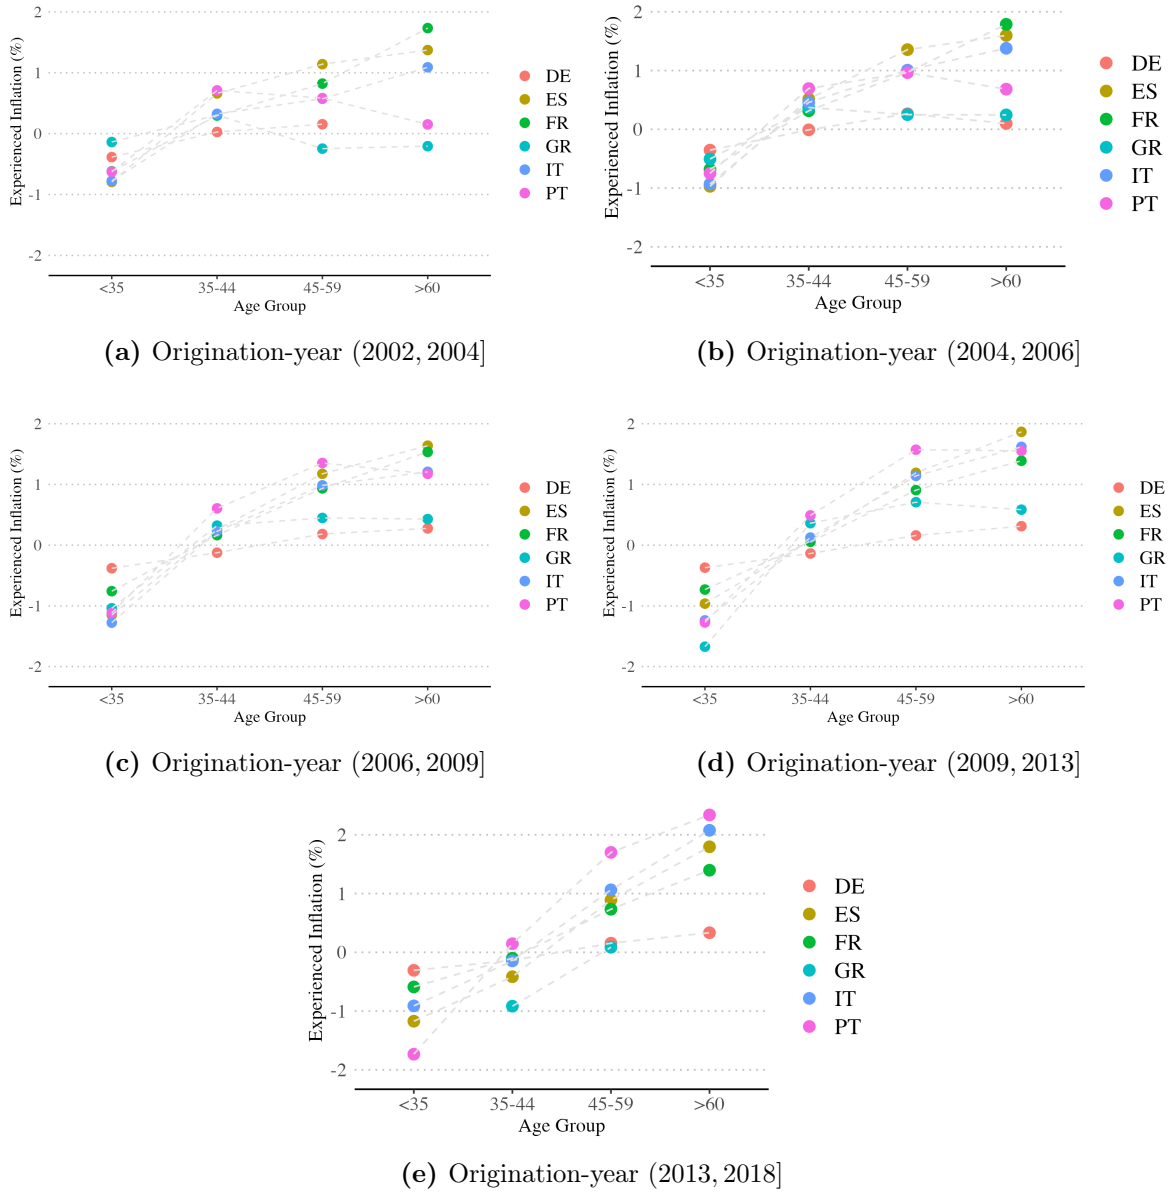 Experienced Inflation (%)
2
1
0
-1
-2
<35 35-44 45-59 >60
Age Group
DE
ES
FR
GR
IT
PT
(a) Origination-year (2002, 2004]
Experienced Inflation (%)
2
1
0
-1
-2
<35 35-44 45-59 >60
Age Group
DE
ES
FR
GR
IT
PT
(b) Origination-year (2004, 2006]
Experienced Inflation (%)
2
1
0
-1
-2
<35 35-44 45-59 >60
Age Group
DE
ES
FR
GR
IT
PT
(c) Origination-year (2006, 2009]
Experienced Inflation (%)
2
1
0
-1
-2
<35 35-44 45-59 >60
Age Group
DE
ES
FR
GR
IT
PT
(d) Origination-year (2009, 2013]
Experienced Inflation (%)
2
1
0
-1
-2
<35 35-44 45-59 >60
Age Group
DE
ES
FR
GR
IT
PT
(e) Origination-year (2013, 2018]